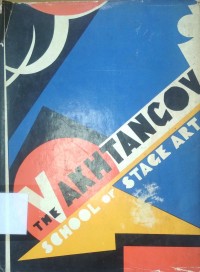 THE VAKHTANGOV
SCHOOL OF STAGE ART